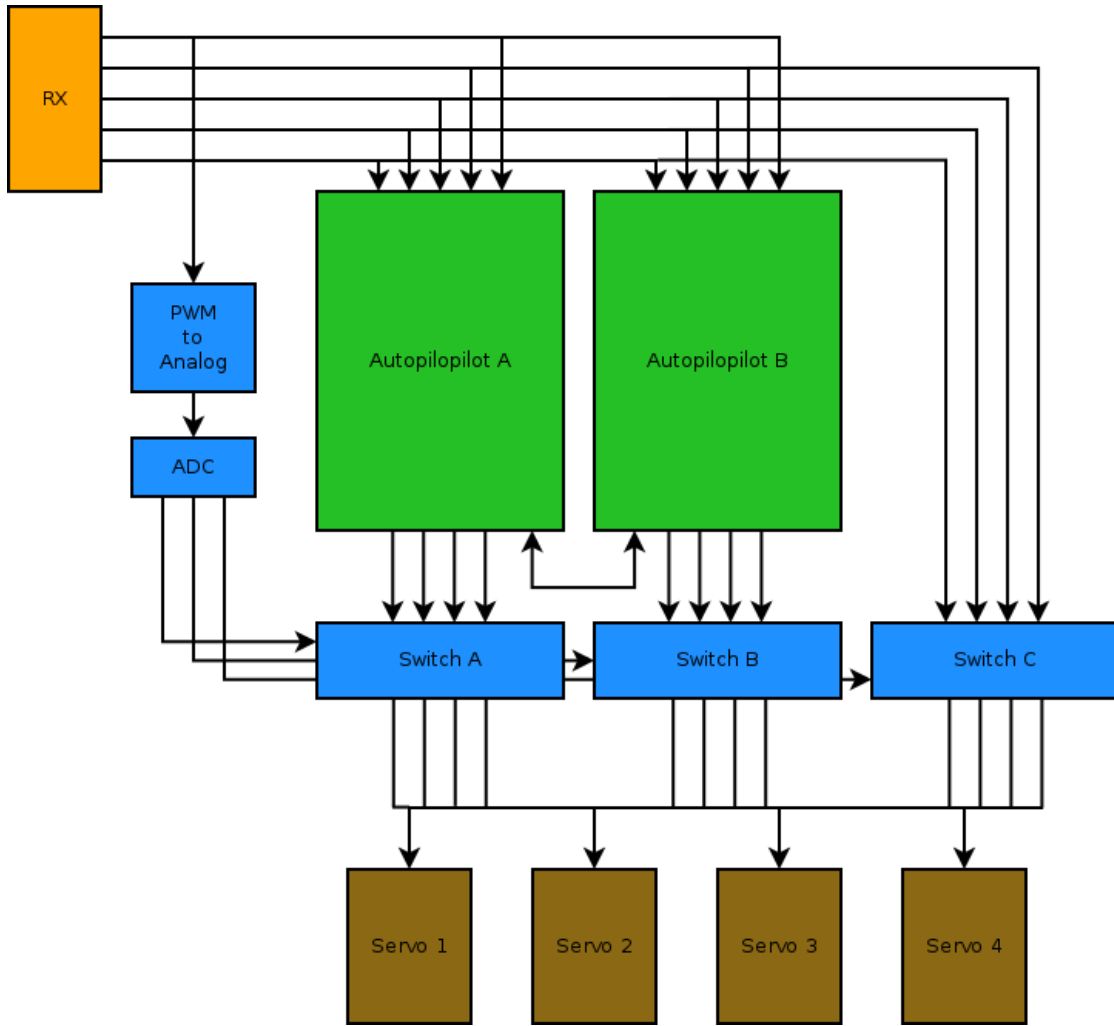 RX
PWM
to
Analog
Autopilopilot A
Autopilopilot B
ADC
Switch A
Switch B
Switch C
Servo 1
Servo 2
Servo 3
Servo 4